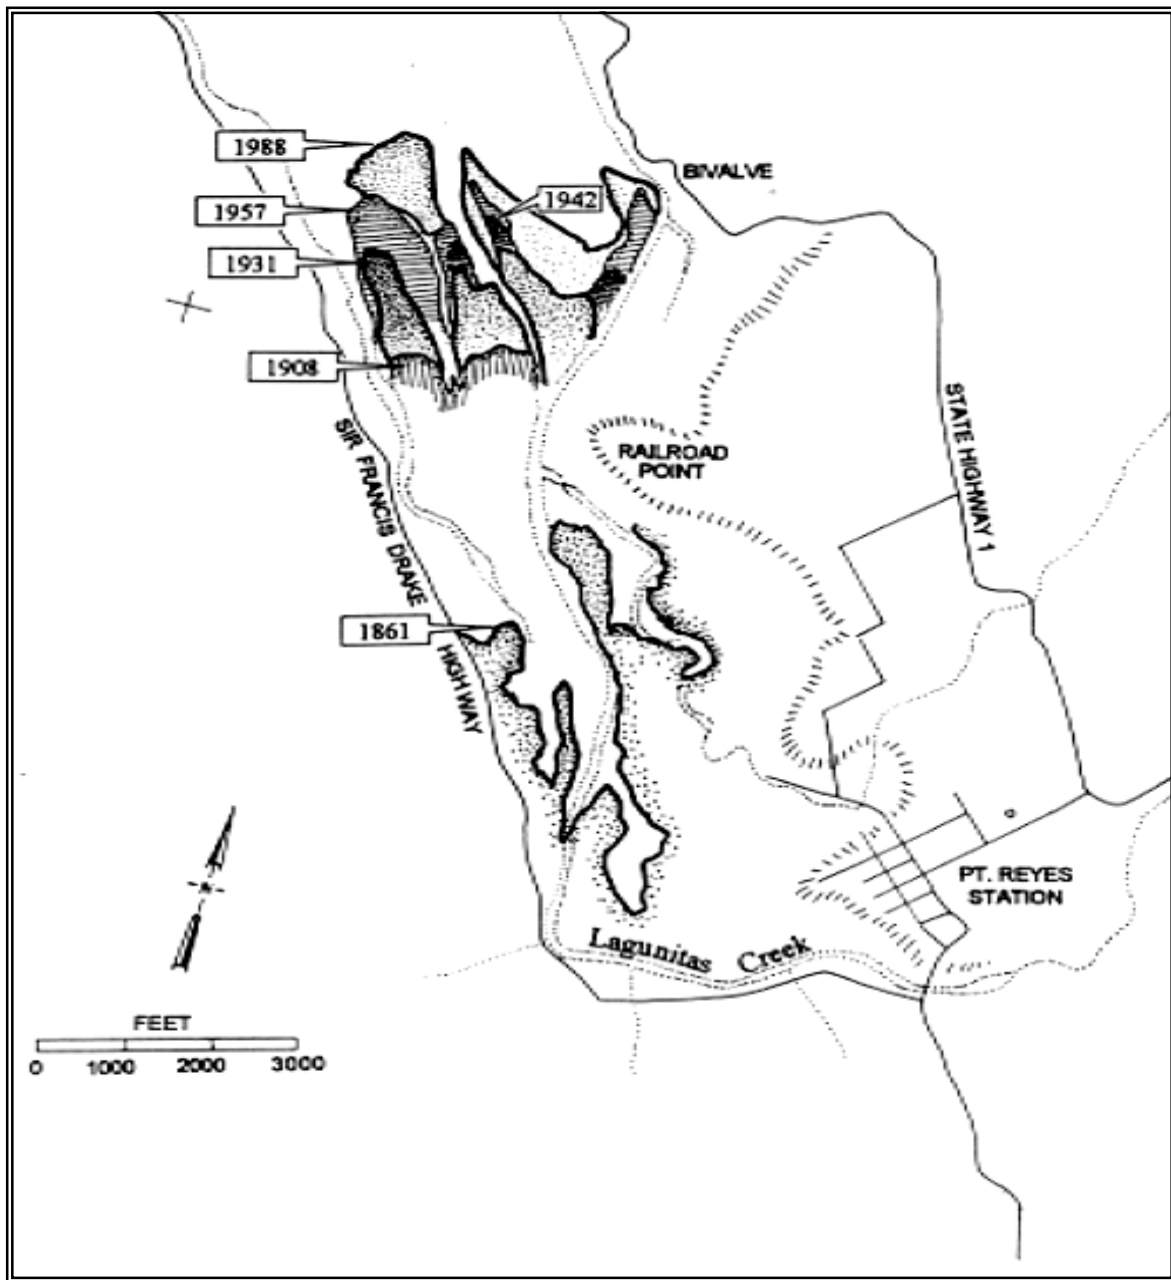 1988
BIVALVE
1957
1942
1931
1908
SIR FRANCIS DRAKE
HIGHWAY
RAILROAD
POINT
STATE HIGHWAY 1
1861
PT. REYES
STATION
Lagunitas Creek
FEET
0 1000 2000 3000